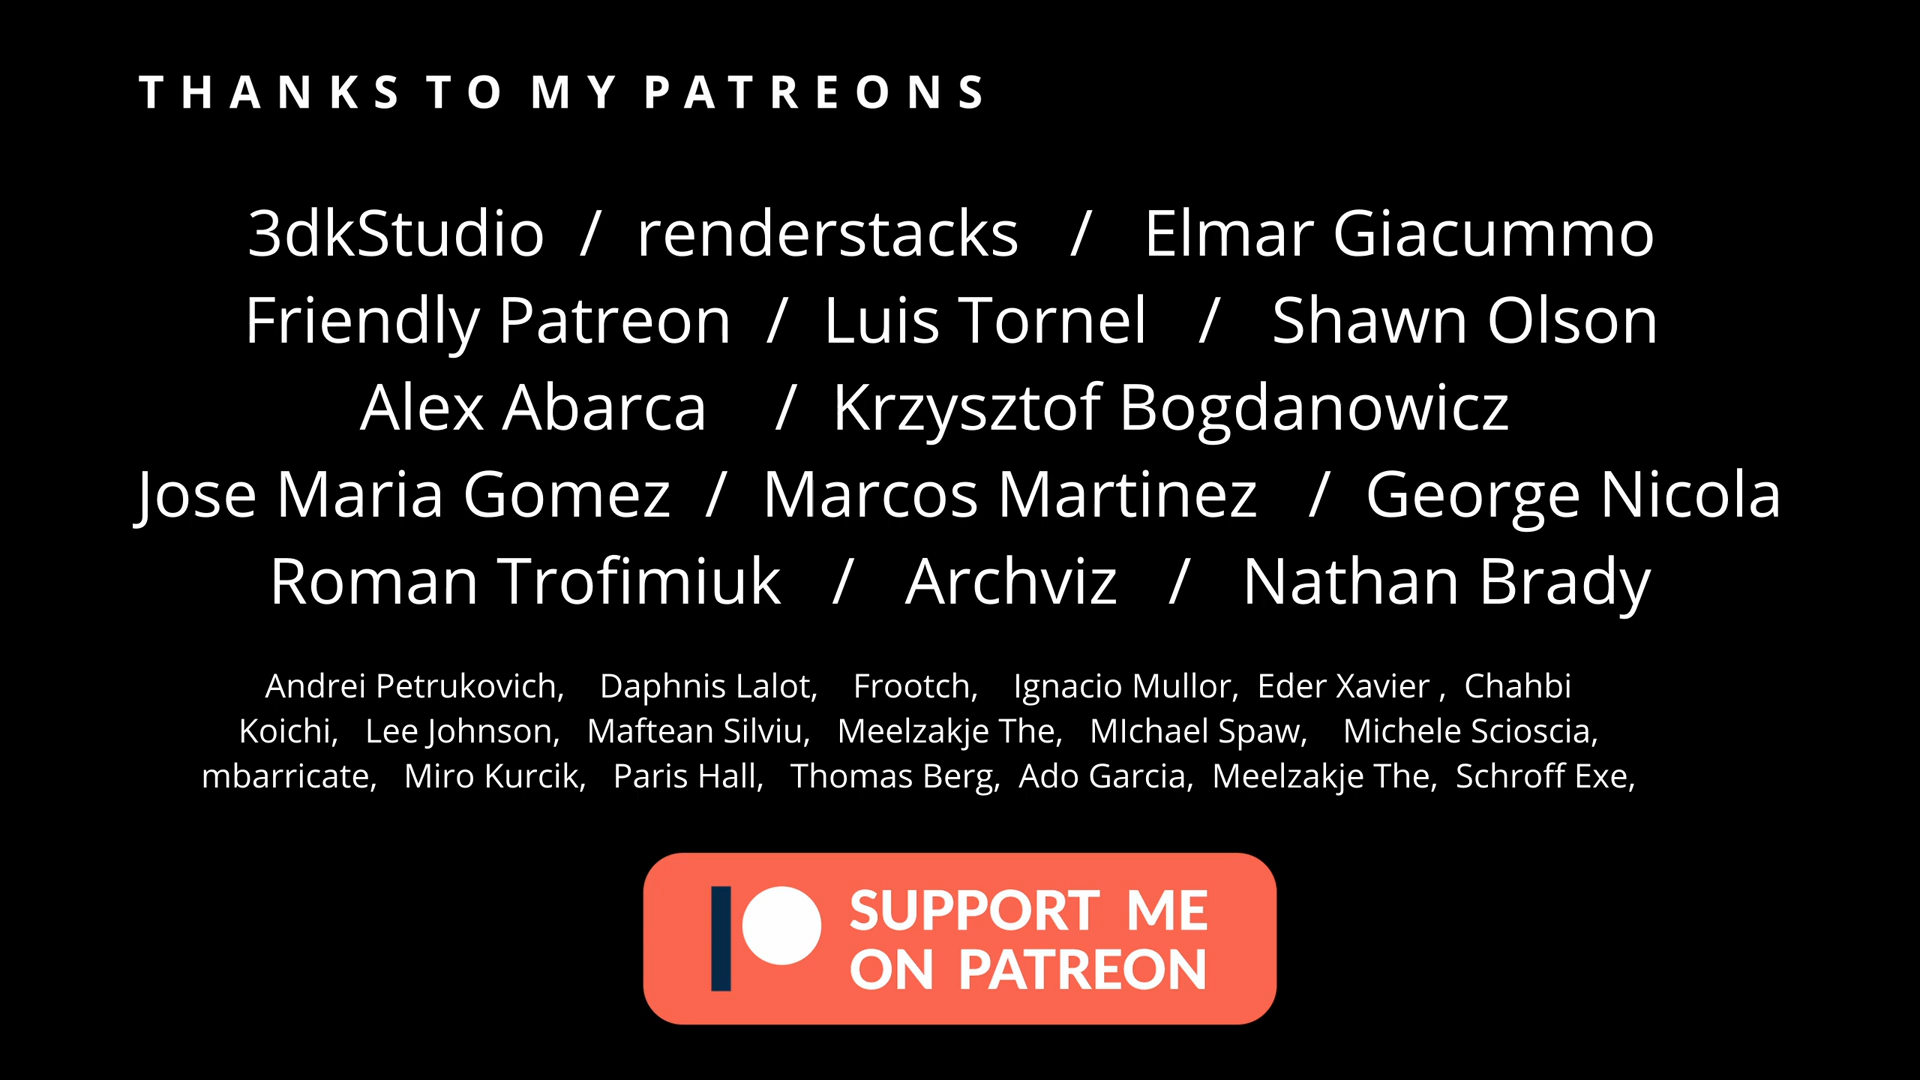 THANKS TO MY PATREONS
3dkStudio / renderstacks / Elmar Giacummo
Friendly Patreon / Luis Tornel / Shawn Olson
Alex Abarca / Krzysztof Bogdanowicz
Jose Maria Gomez / Marcos Martinez / George Nicola
Roman Trofimiuk / Archviz / Nathan Brady
Andrei Petrukovich, Daphnis Lalot, Frootch, Ignacio Mullor, Eder Xavier , Chahbi
Koichi, Lee Johnson, Maftean Silviu, Meelzakje The, MIchael Spaw, Michele Scioscia,
mbarricate, Miro Kurcik, Paris Hall, Thomas Berg, Ado Garcia, Meelzakje The, Schroff Exe,
SUPPORT ME
ON PATREON